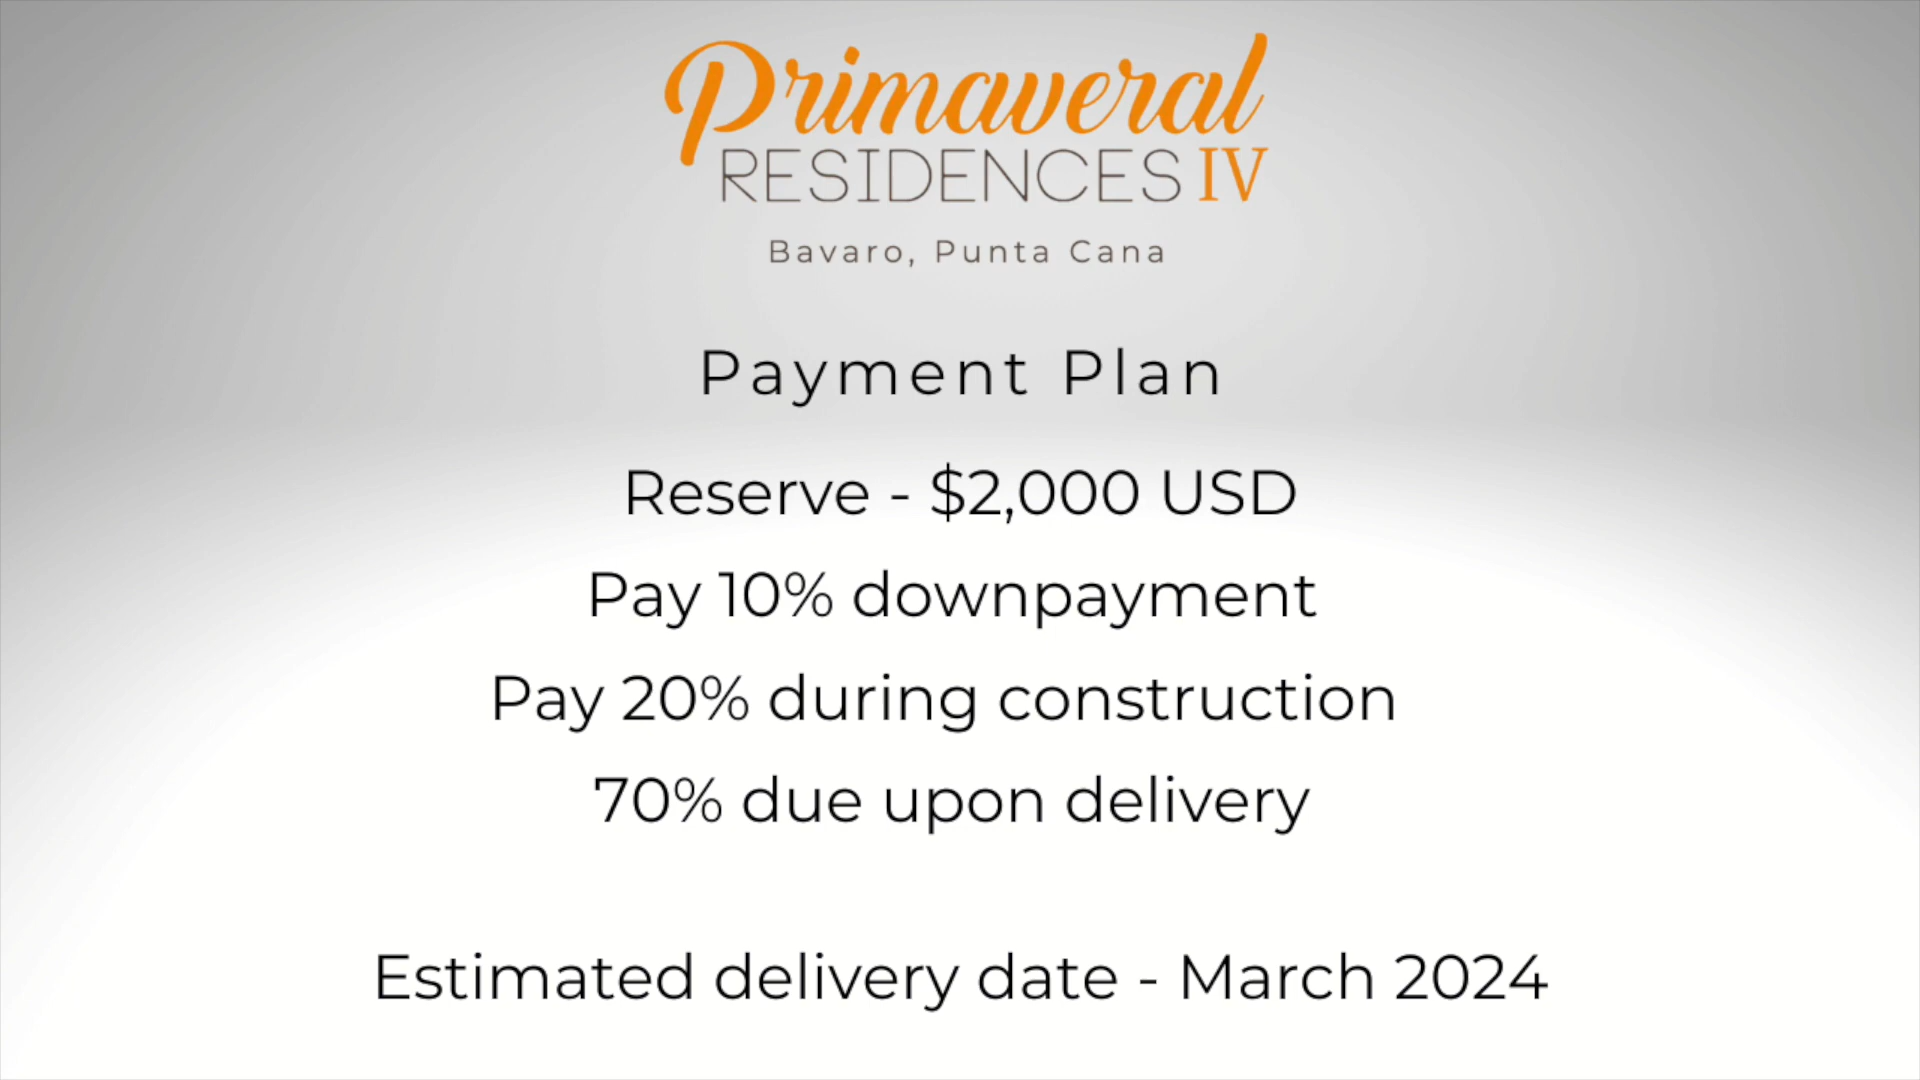 Primaveral
RESIDENCES IV
Bavaro, Punta Cana
Payment Plan
Reserve - $2,000 USD
Pay 10% downpayment
Pay 20% during construction
70% due upon delivery
Estimated delivery date - March 2024